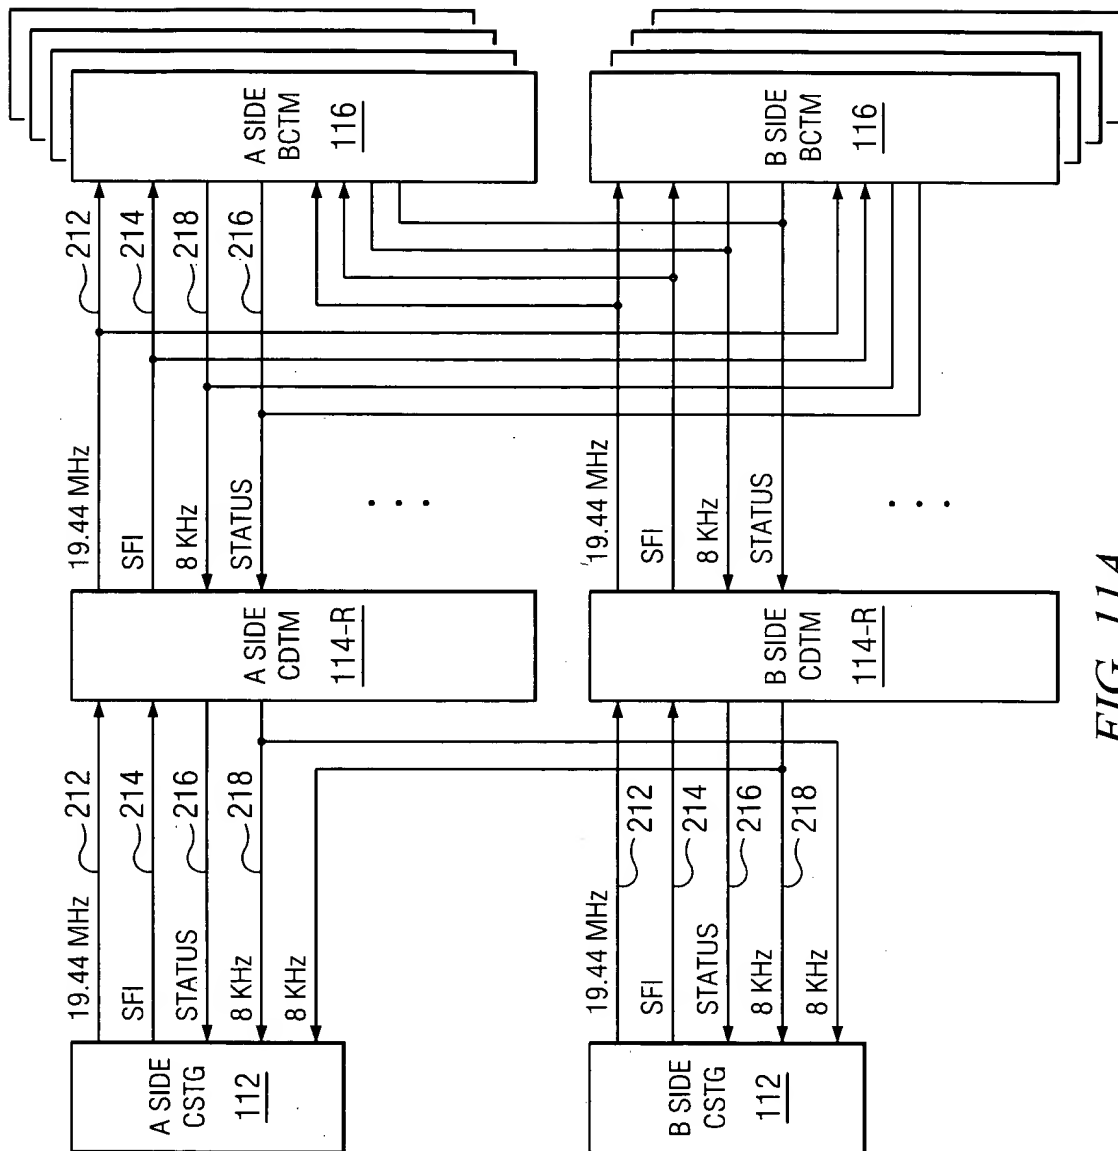 A SIDE
CSTG
112
19.44 MHz
212
SFI
214
STATUS
216
8 KHz
218
8 KHz
A SIDE
CDTM
114-R
19.44 MHz
212
SFI
214
8 KHz
218
STATUS
216
A SIDE
BCTM
116
B SIDE
CSTG
112
19.44 MHz
212
SFI
214
STATUS
216
8 KHz
218
8 KHz
B SIDE
CDTM
114-R
19.44 MHz
SFI
8 KHz
STATUS
B SIDE
BCTM
116
. . .
. . .
FIG. 11A